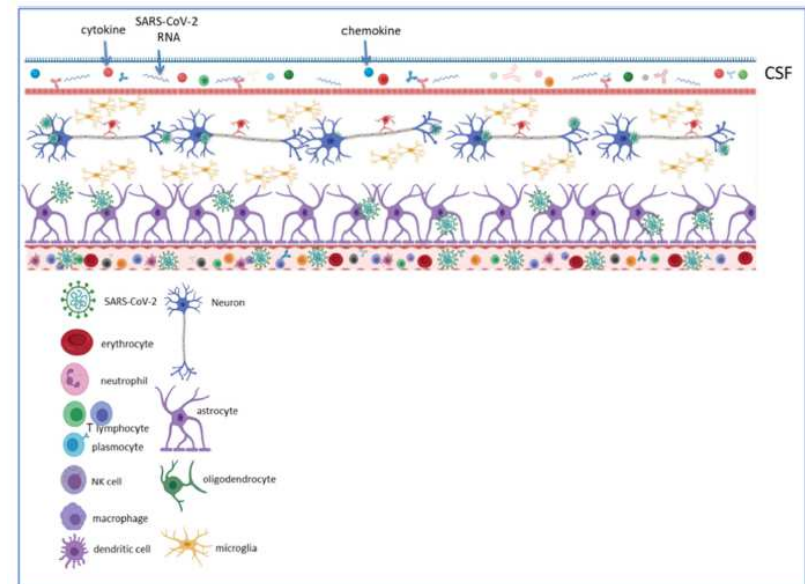 cytokine
SARS-CoV-2
RNA
chemokine
CSF
SARS-CoV-2
Neuron
erythrocyte
neutrophil
T lymphocyte
astrocyte
plasmocyte
NK cell
oligodendrocyte
macrophage
dendritic cell
microglia